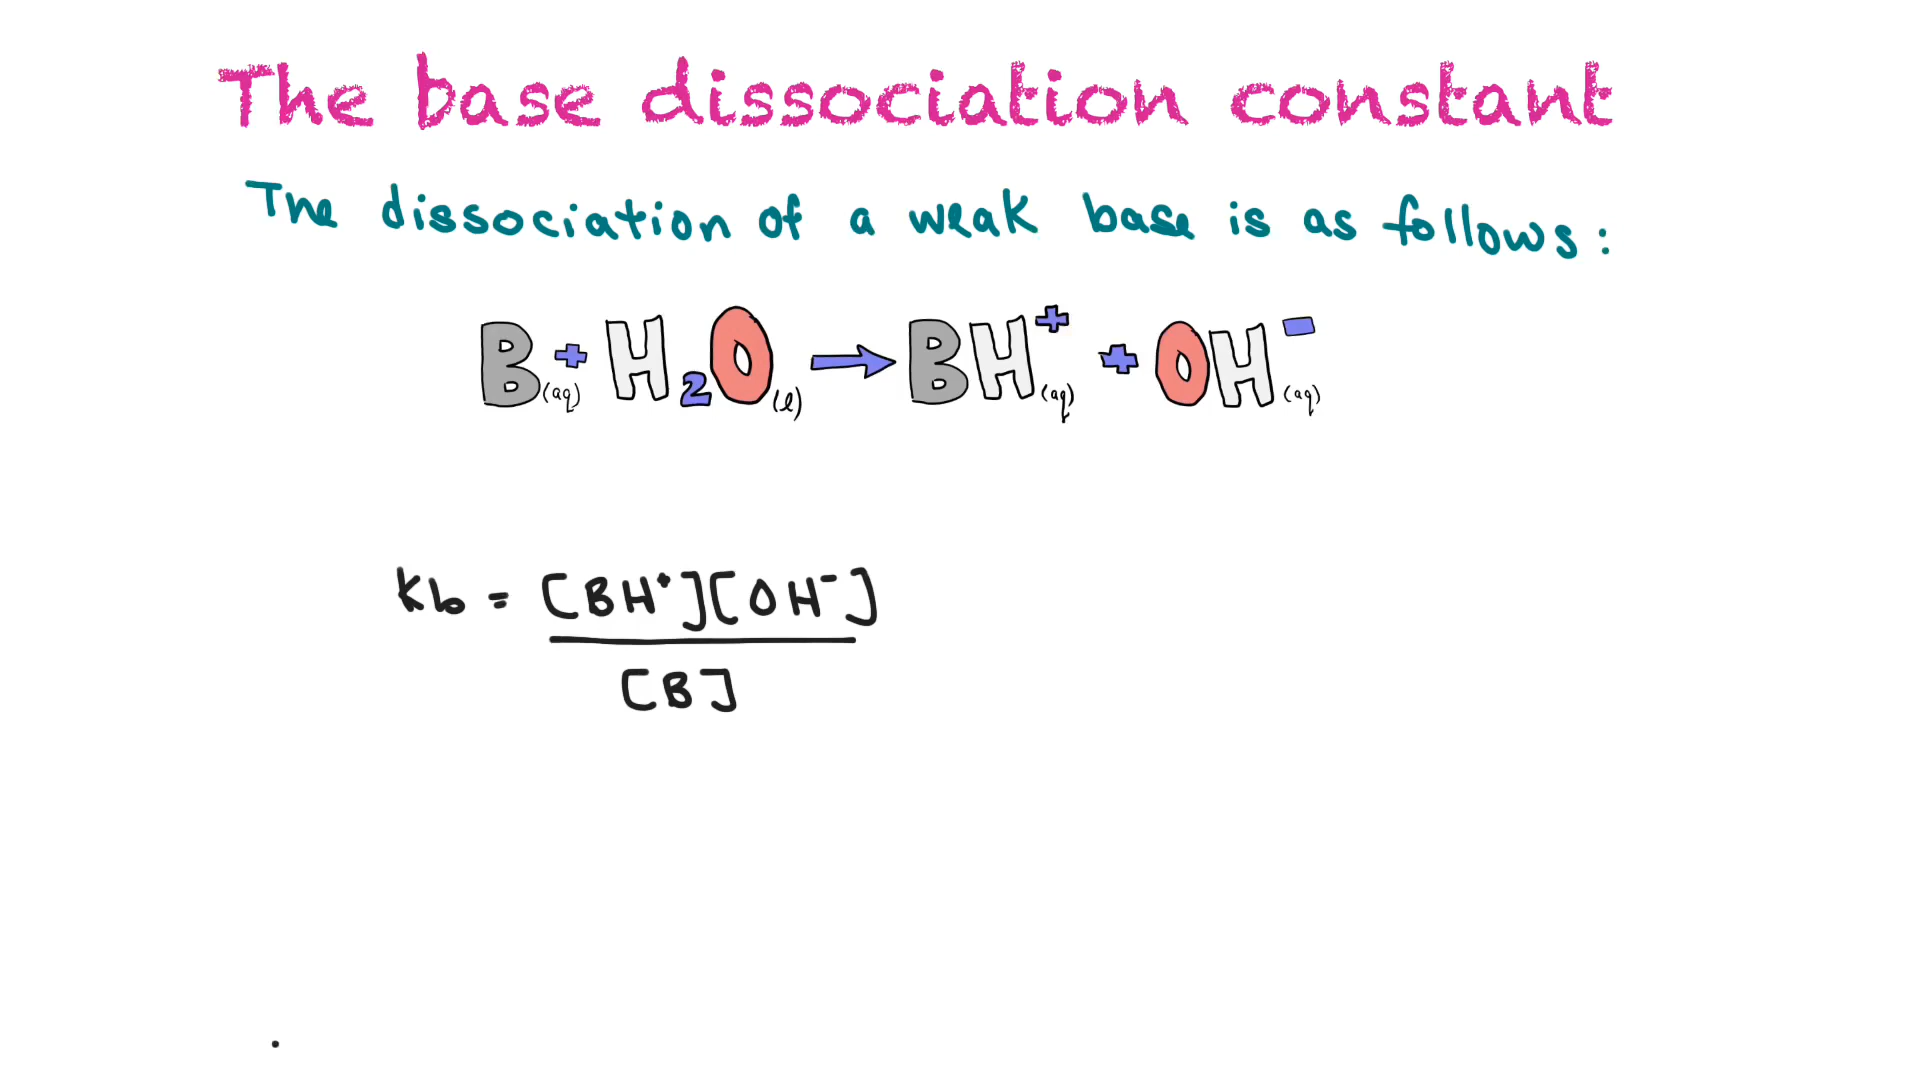 The base dissociation constant
The dissociation of a weak base is as follows:
B(aq) + H₂O(l) → BH⁺(aq) + OH⁻(aq)
Kb = [BH⁺][OH⁻]
[B]